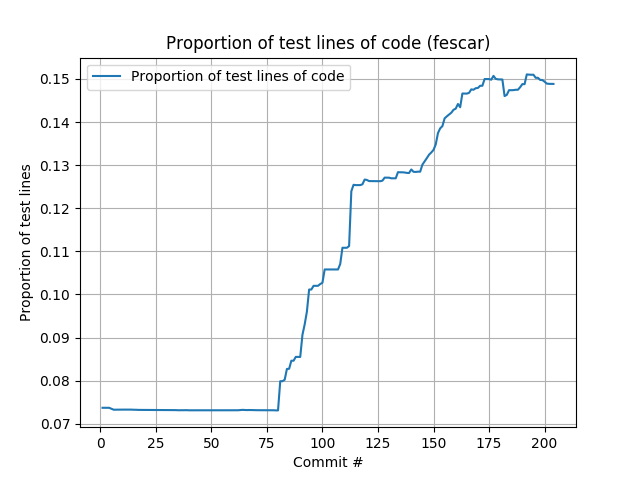 Proportion of test lines of code (fescar)
Proportion of test lines of code
Proportion of test lines
0.15
0.14
0.13
0.12
0.11
0.10
0.09
0.08
0.07
0 25 50 75 100 125 150 175 200
Commit #